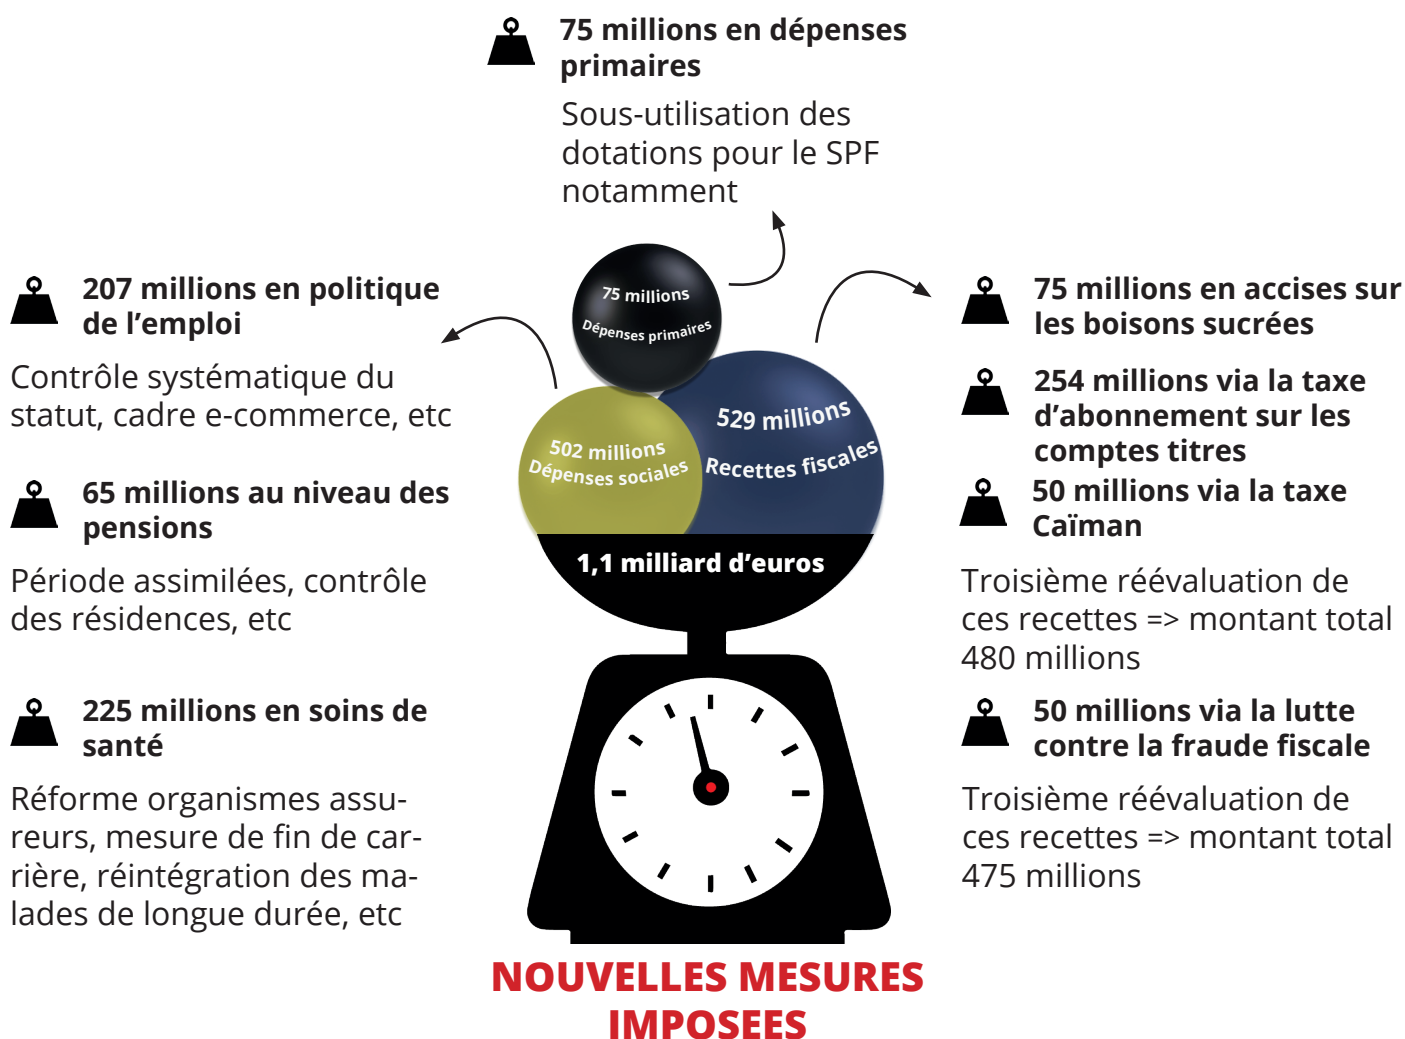 75 millions en dépenses
primaires
Sous-utilisation des
dotations pour le SPF
notamment
207 millions en politique
de l’emploi
Contrôle systématique du
statut, cadre e-commerce, etc
65 millions au niveau des
pensions
Période assimilées, contrôle
des résidences, etc
225 millions en soins de
santé
Réforme organismes assu-
reurs, mesure de fin de car-
rière, réintégration des ma-
lades de longue durée, etc
75 millions
Dépenses primaires
502 millions
Dépenses sociales
529 millions
Recettes fiscales
1,1 milliard d’euros
75 millions en accises sur
les boisons sucrées
254 millions via la taxe
d’abonnement sur les
comptes titres
50 millions via la taxe
Caïman
Troisième réévaluation de
ces recettes => montant total
480 millions
50 millions via la lutte
contre la fraude fiscale
Troisième réévaluation de
ces recettes => montant total
475 millions
NOUVELLES MESURES
IMPOSEES